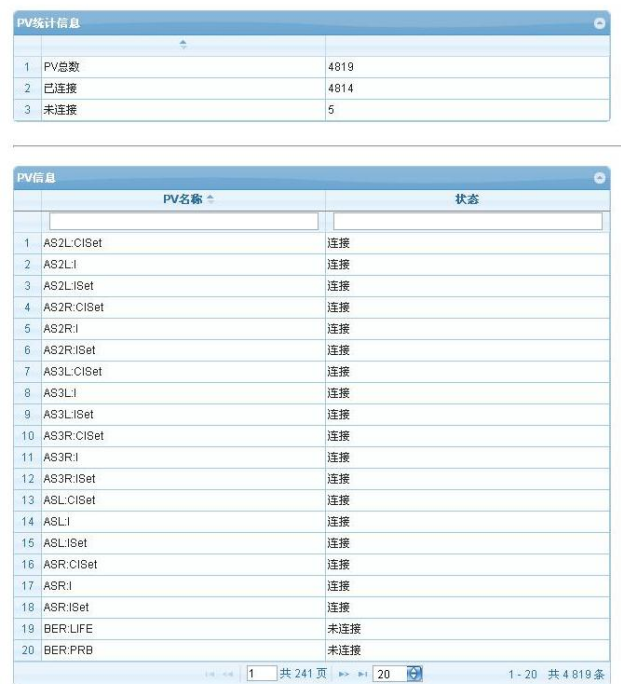 PV统计信息
1 PV总数 4819
2 已连接 4814
3 未连接 5
PV信息
PV名称 状态
1 AS2L:CISet 连接
2 AS2L:I 连接
3 AS2L:ISet 连接
4 AS2R:CISet 连接
5 AS2R:I 连接
6 AS2R:ISet 连接
7 AS3L:CISet 连接
8 AS3L:I 连接
9 AS3L:ISet 连接
10 AS3R:CISet 连接
11 AS3R:I 连接
12 AS3R:ISet 连接
13 ASL:CISet 连接
14 ASL:I 连接
15 ASL:ISet 连接
16 ASR:CISet 连接
17 ASR:I 连接
18 ASR:ISet 连接
19 BER:LIFE 未连接
20 BER:PRB 未连接
1 共 241 页 20 1 - 20 共 4 819 条